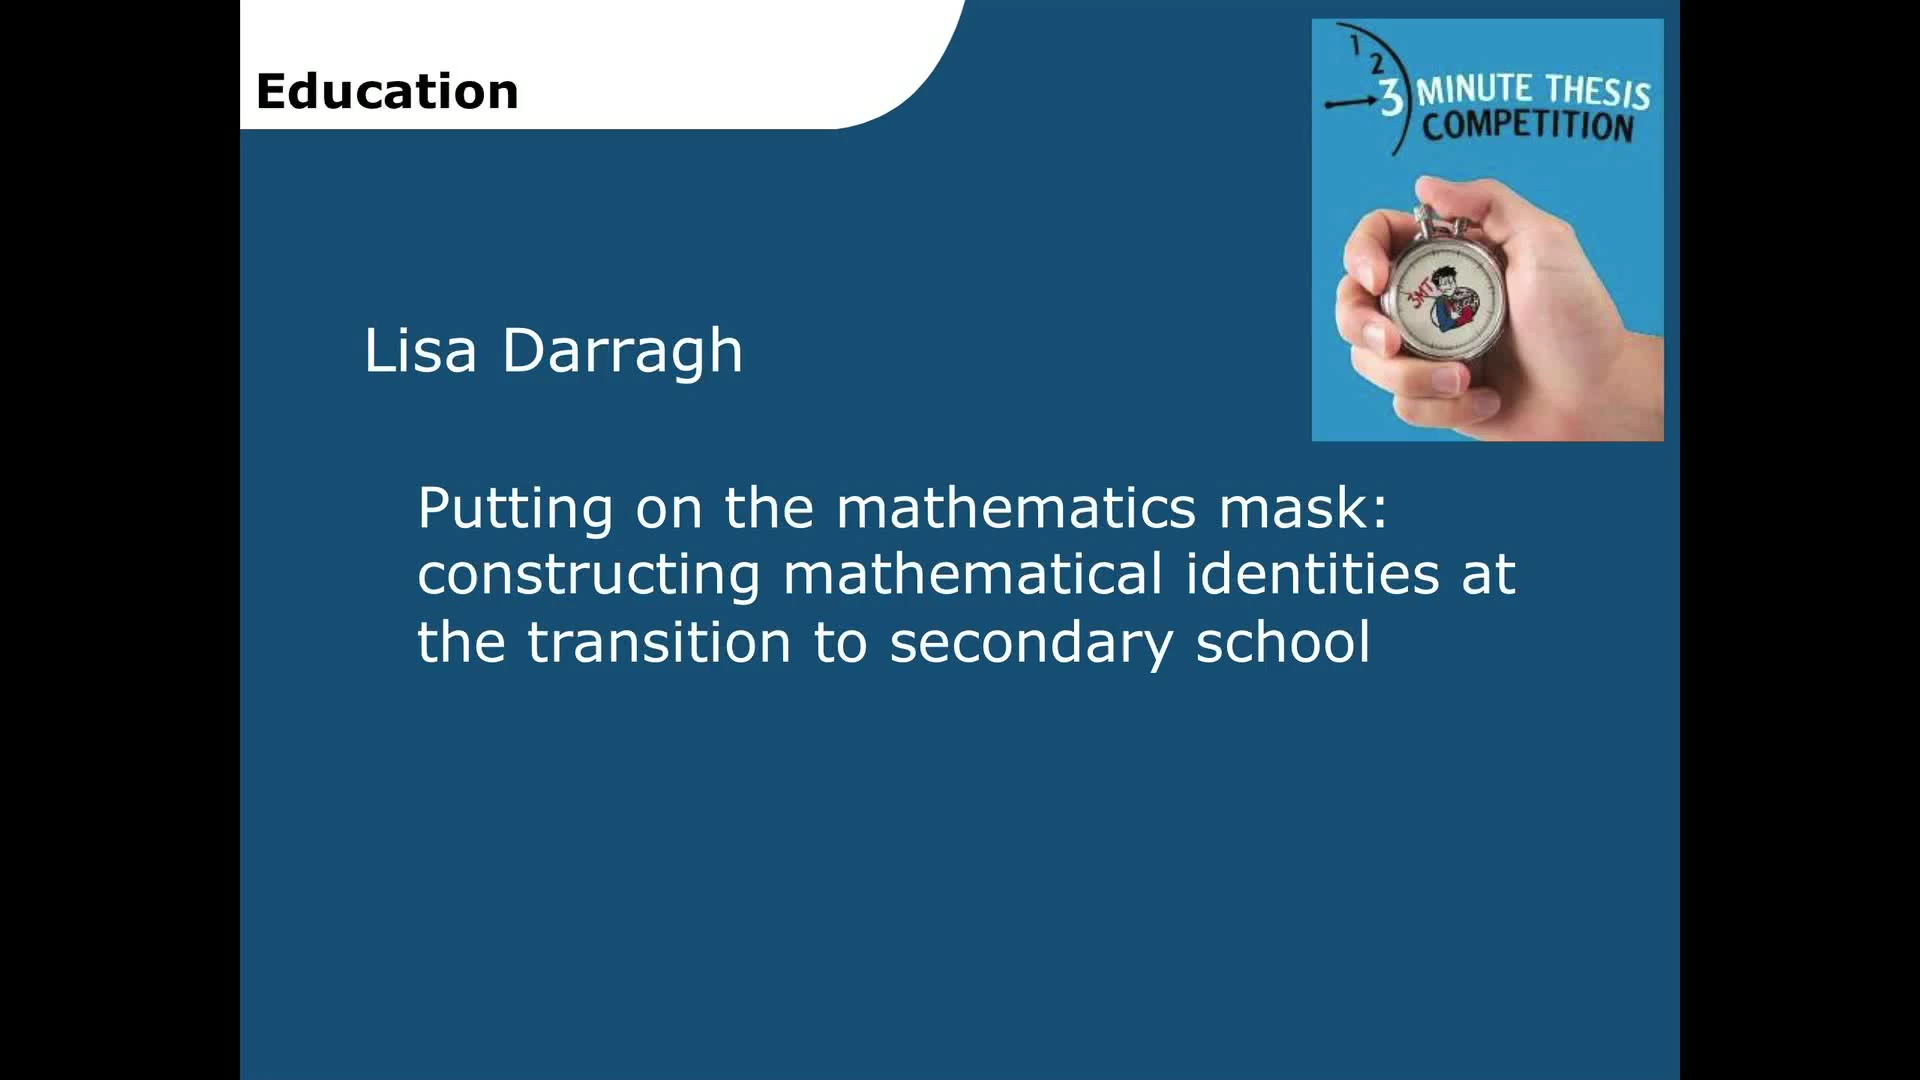 Education
1
2
3 MINUTE THESIS
COMPETITION
3MT
Lisa Darragh
Putting on the mathematics mask:
constructing mathematical identities at
the transition to secondary school